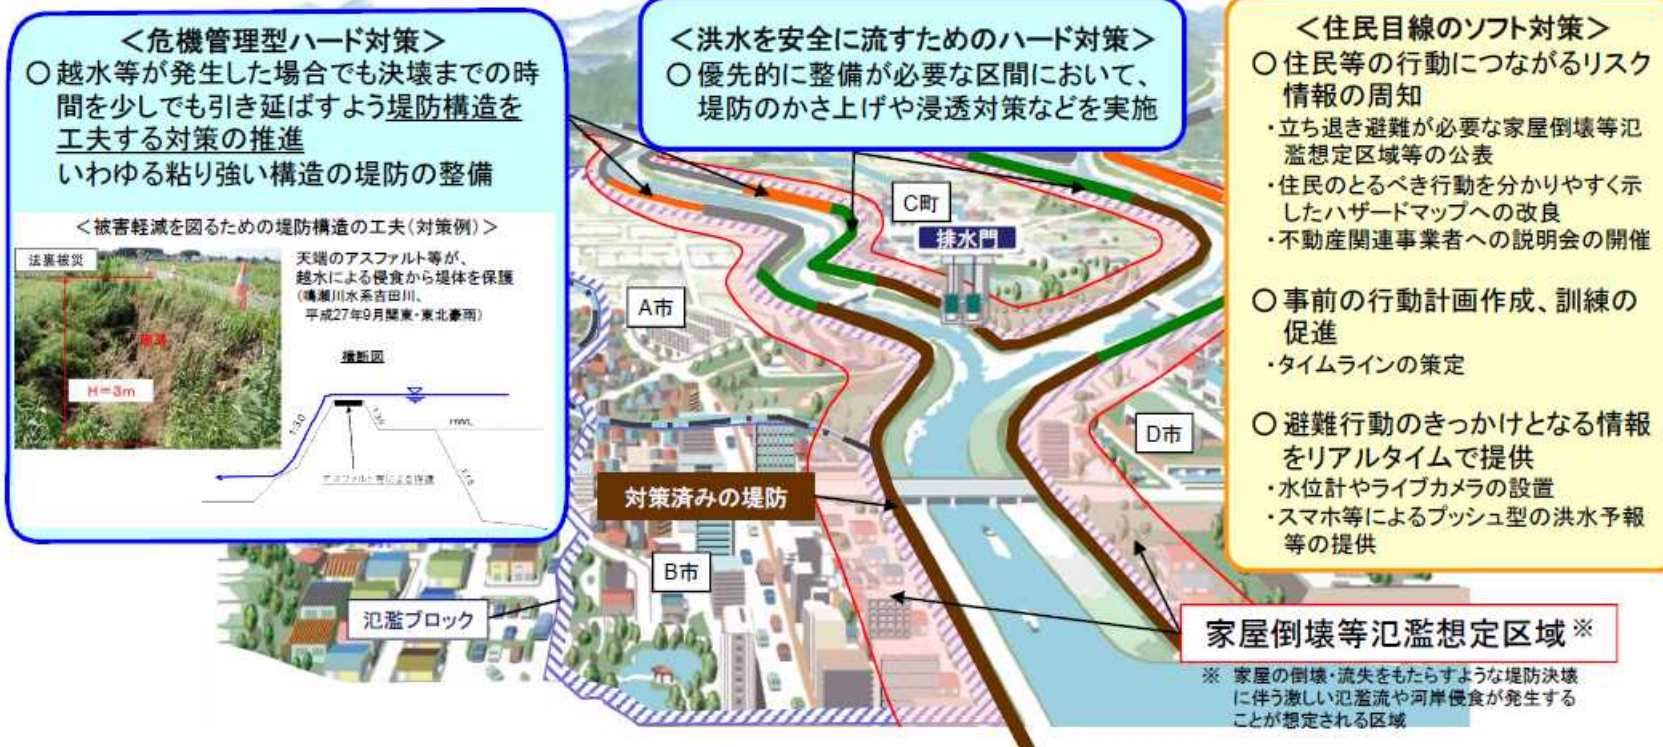 ＜危機管理型ハード対策＞
○越水等が発生した場合でも決壊までの時
間を少しでも引き延ばすよう堤防構造を
工夫する対策の推進
いわゆる粘り強い構造の堤防の整備
＜被害軽減を図るための堤防構造の工夫(対策例)＞
法裏被災
H=3m
天端のアスファルト等が、
越水による侵食から堤体を保護
(鳴瀬川水系吉田川、
平成27年9月関東・東北豪雨)
横断図
1:3.0
HWL
アスファルト等による保護
＜洪水を安全に流すためのハード対策＞
○優先的に整備が必要な区間において、
堤防のかさ上げや浸透対策などを実施
＜住民目線のソフト対策＞
○住民等の行動につながるリスク
情報の周知
・立ち退き避難が必要な家屋倒壊等氾
濫想定区域等の公表
・住民のとるべき行動を分かりやすく示
したハザードマップへの改良
・不動産関連事業者への説明会の開催
○事前の行動計画作成、訓練の
促進
・タイムラインの策定
○避難行動のきっかけとなる情報
をリアルタイムで提供
・水位計やライブカメラの設置
・スマホ等によるプッシュ型の洪水予報
等の提供
C町
排水門
A市
D市
対策済みの堤防
B市
氾濫ブロック
家屋倒壊等氾濫想定区域※
※ 家屋の倒壊・流失をもたらすような堤防決壊
に伴う激しい氾濫流や河岸侵食が発生する
ことが想定される区域